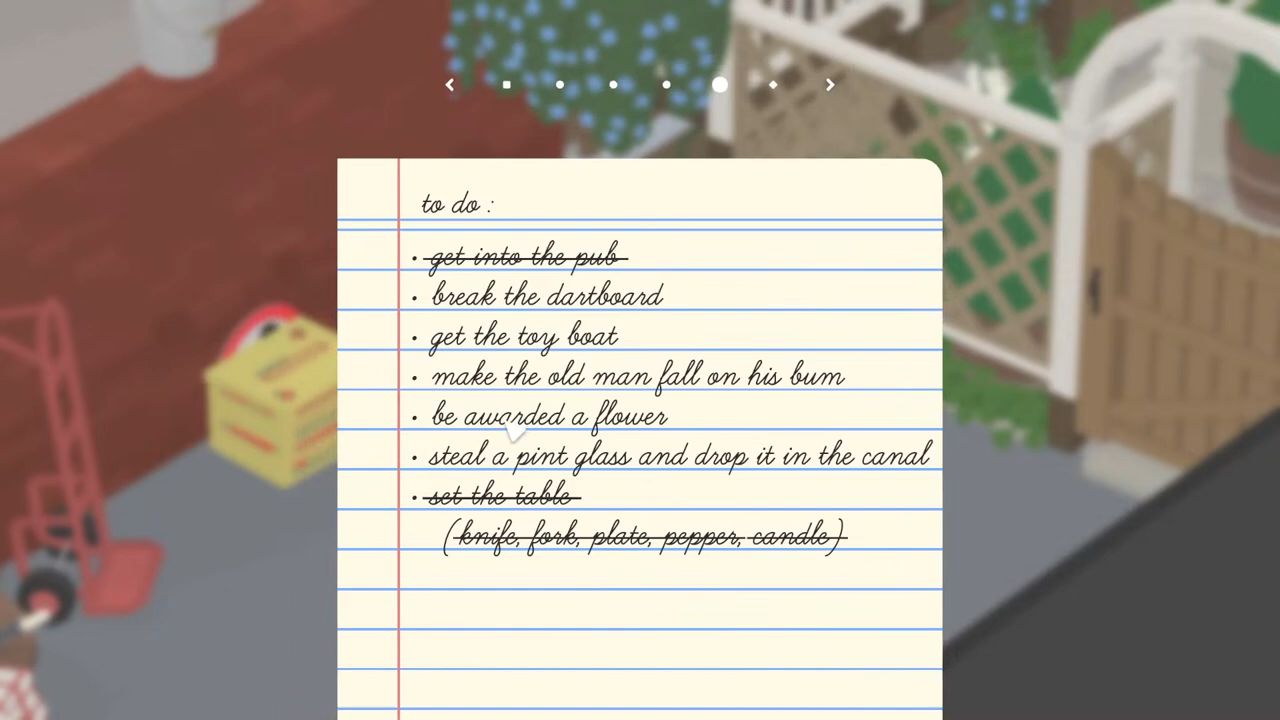 to do :
• get into the pub
• break the dartboard
• get the toy boat
• make the old man fall on his bum
• be awarded a flower
• steal a pint glass and drop it in the canal
• set the table
(knife, fork, plate, pepper, candle)